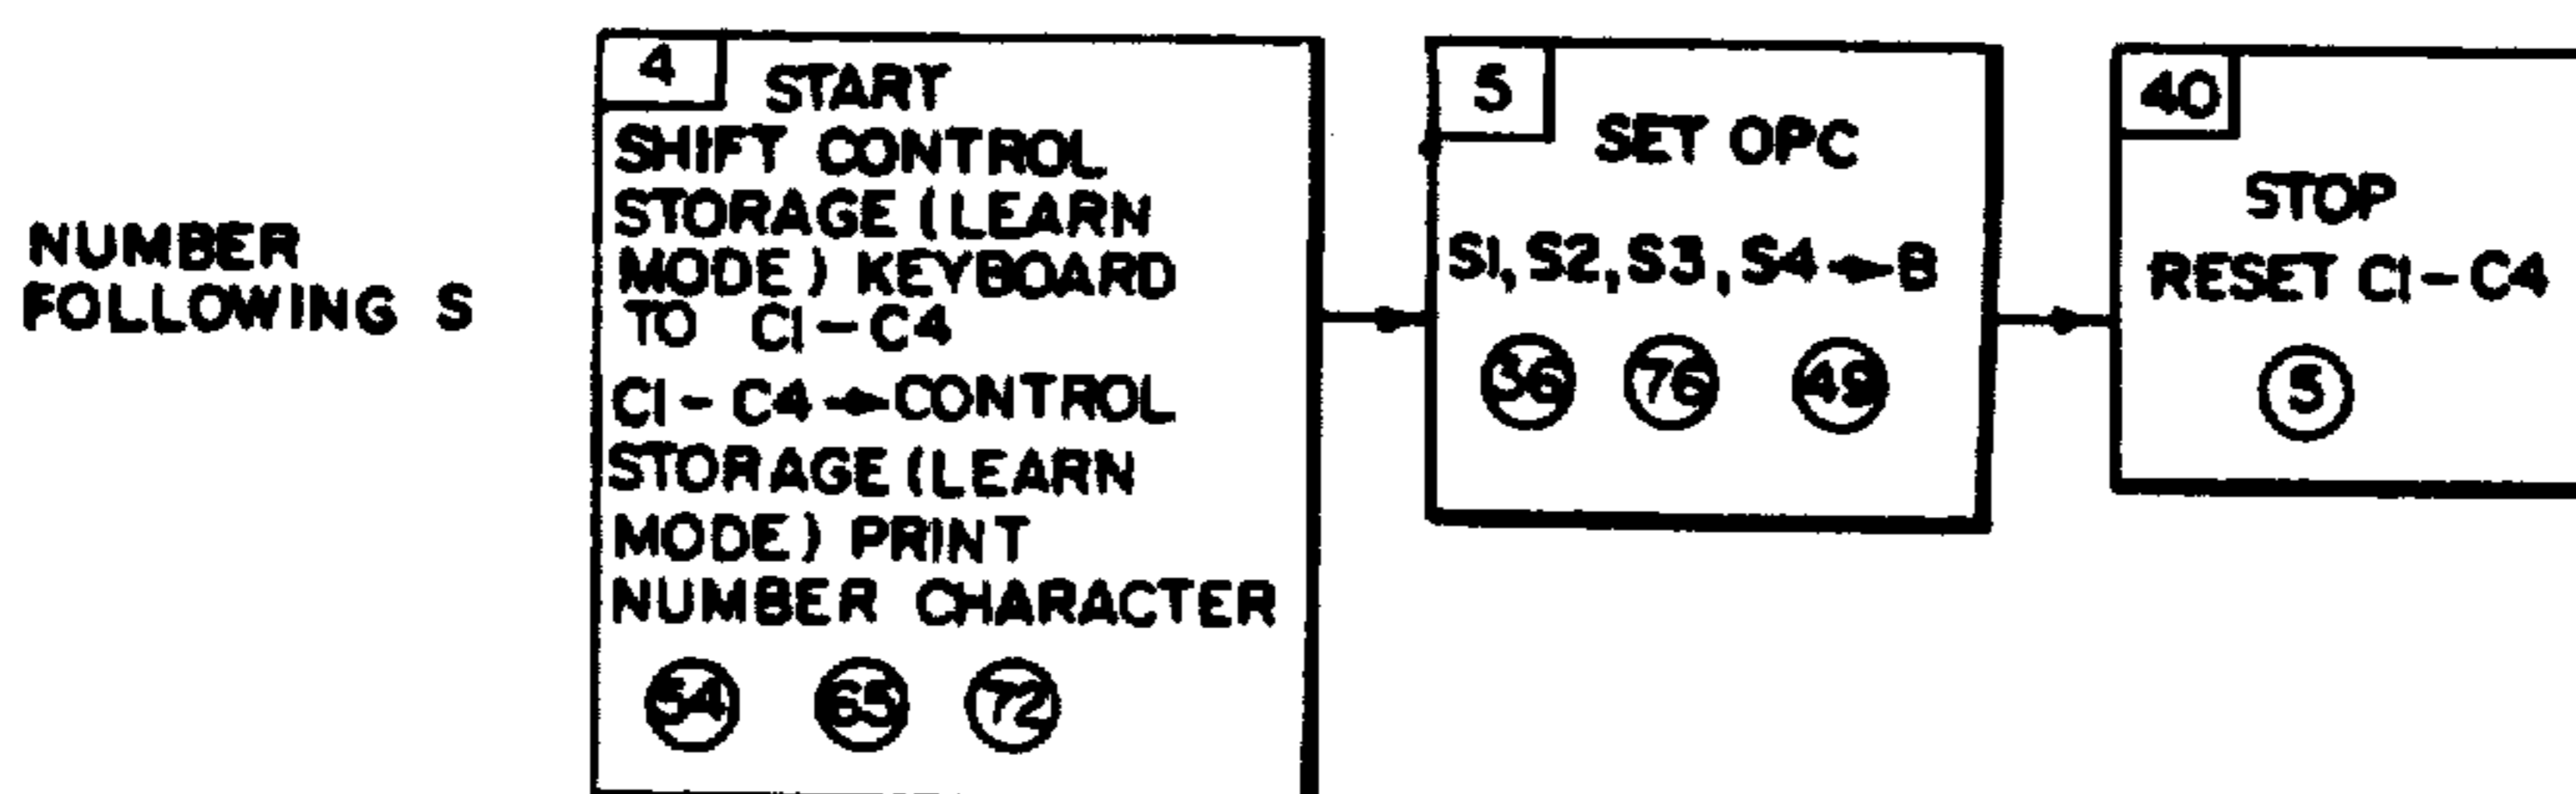 NUMBER
FOLLOWING S
4
START
SHIFT CONTROL
STORAGE (LEARN
MODE) KEYBOARD
TO C1-C4
C1-C4→CONTROL
STORAGE (LEARN
MODE) PRINT
NUMBER CHARACTER
54 65 72
5
SET OPC
S1, S2, S3, S4→B
36 76 49
40
STOP
RESET C1-C4
5